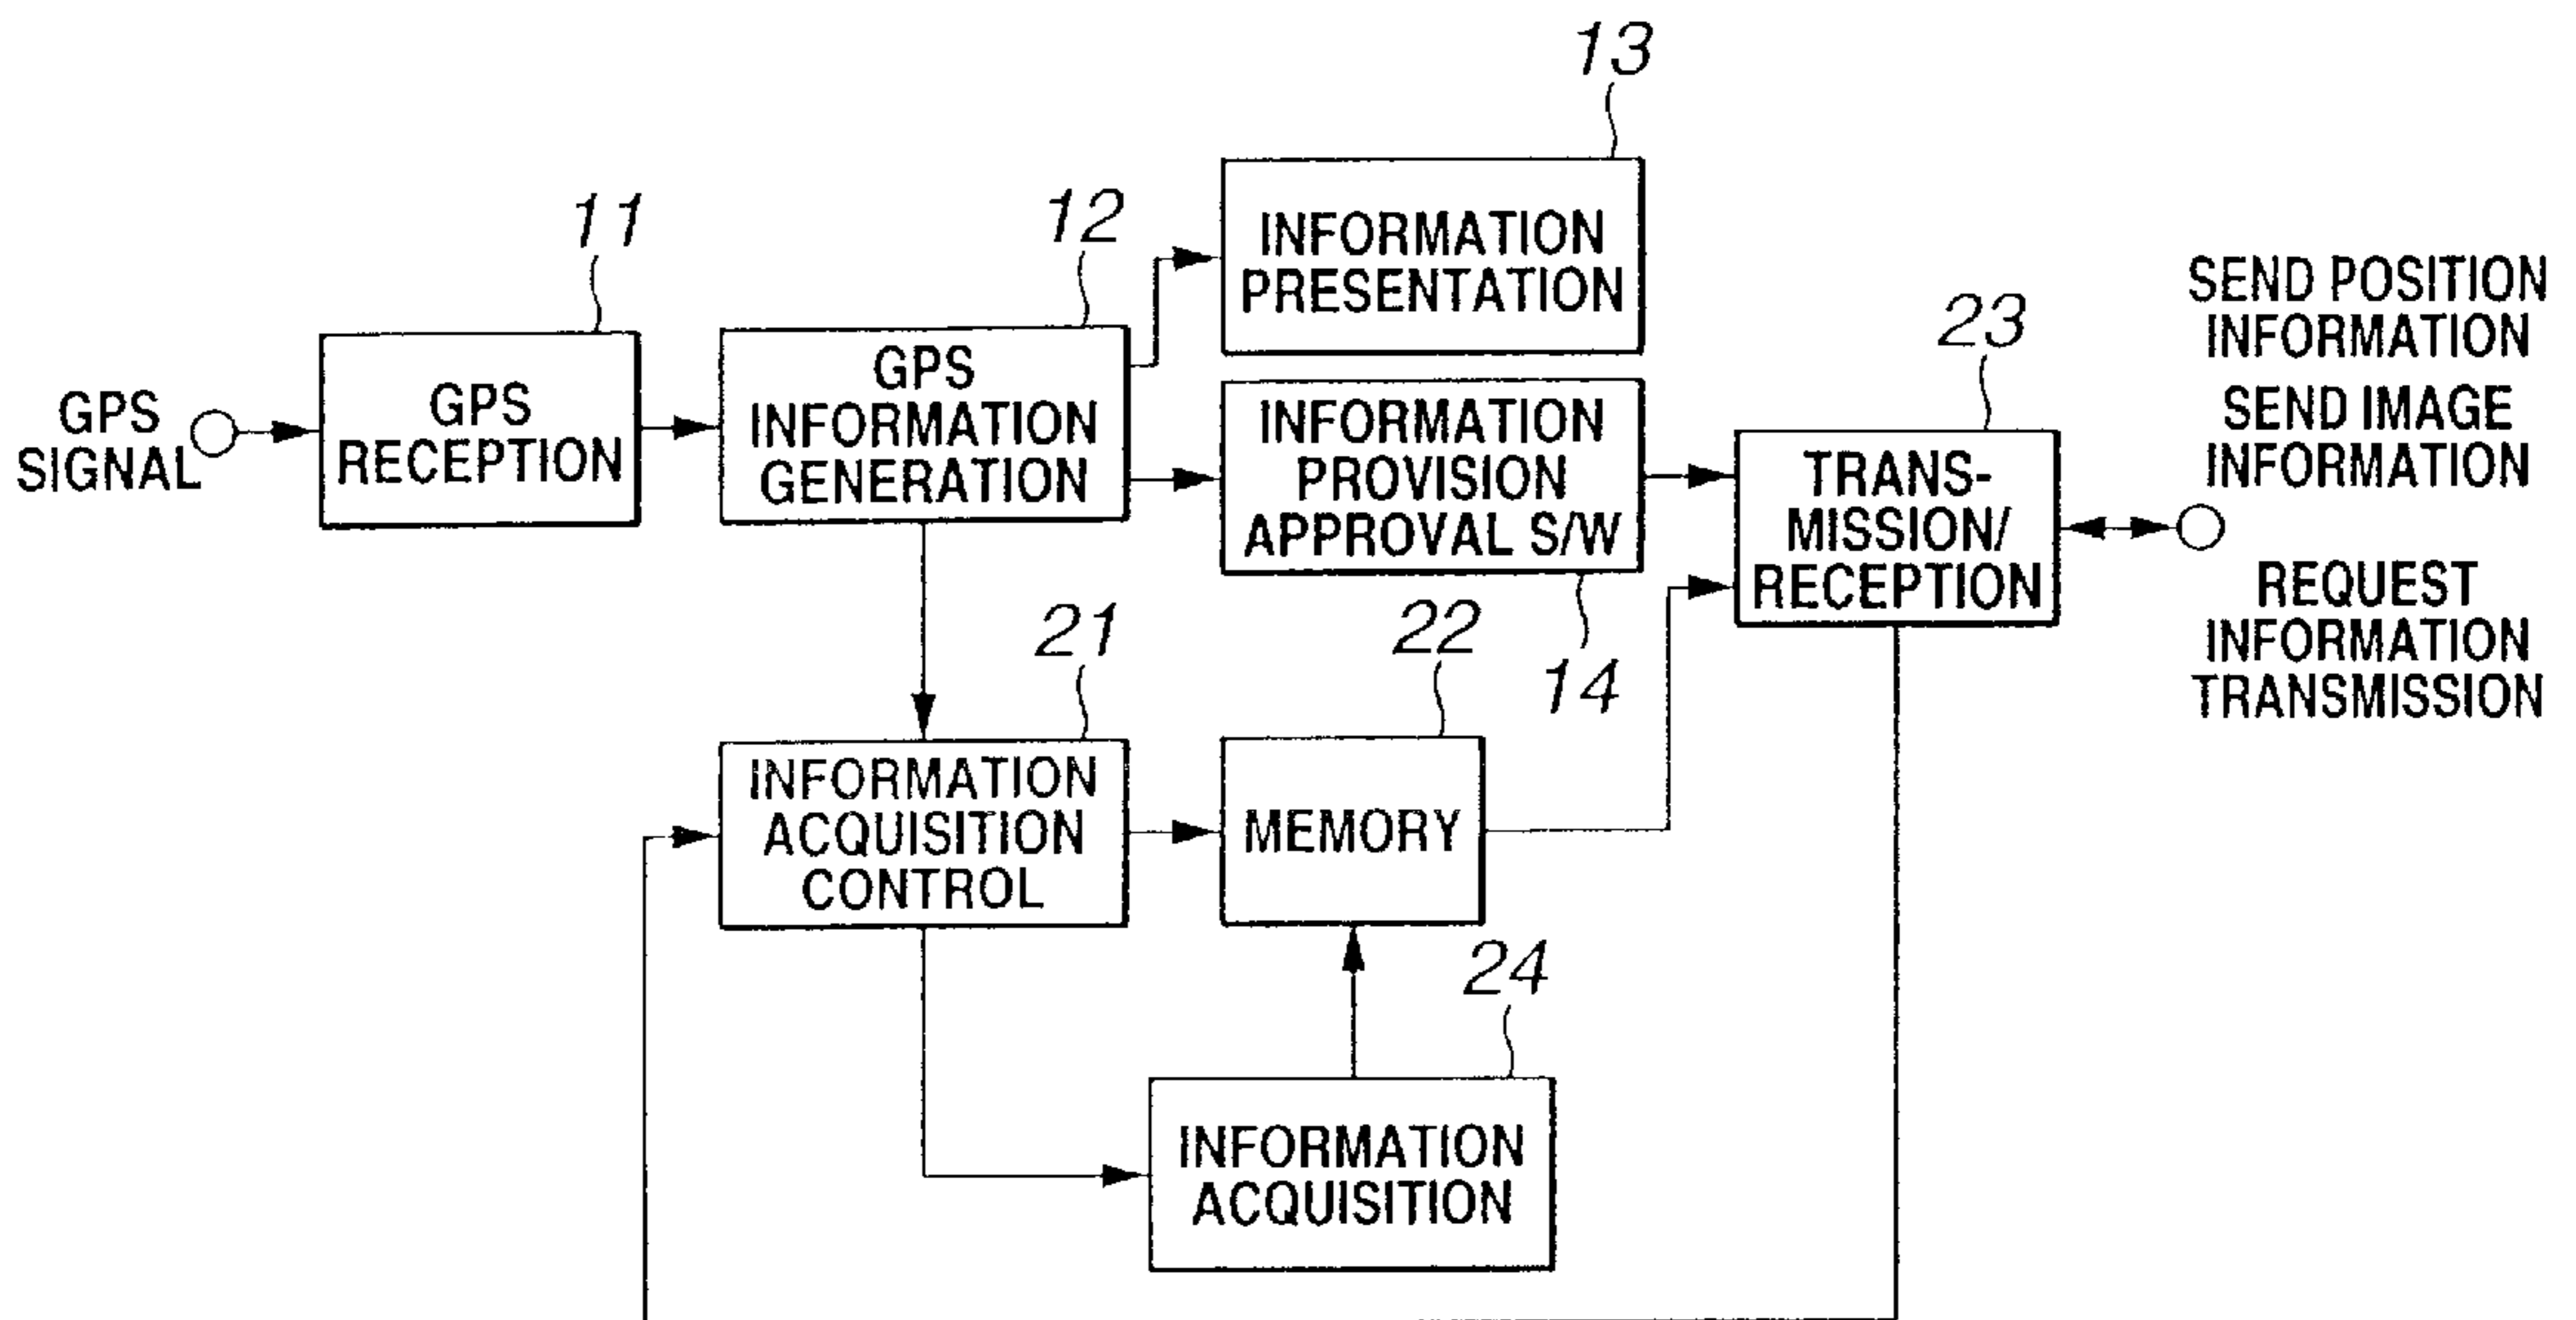 13
11
12
INFORMATION
PRESENTATION
SEND POSITION
INFORMATION
23
GPS
SIGNAL
GPS
RECEPTION
GPS
INFORMATION
GENERATION
INFORMATION
PROVISION
APPROVAL S/W
SEND IMAGE
INFORMATION
TRANS-
MISSION/
RECEPTION
REQUEST
INFORMATION
TRANSMISSION
14
21
22
INFORMATION
ACQUISITION
CONTROL
MEMORY
24
INFORMATION
ACQUISITION